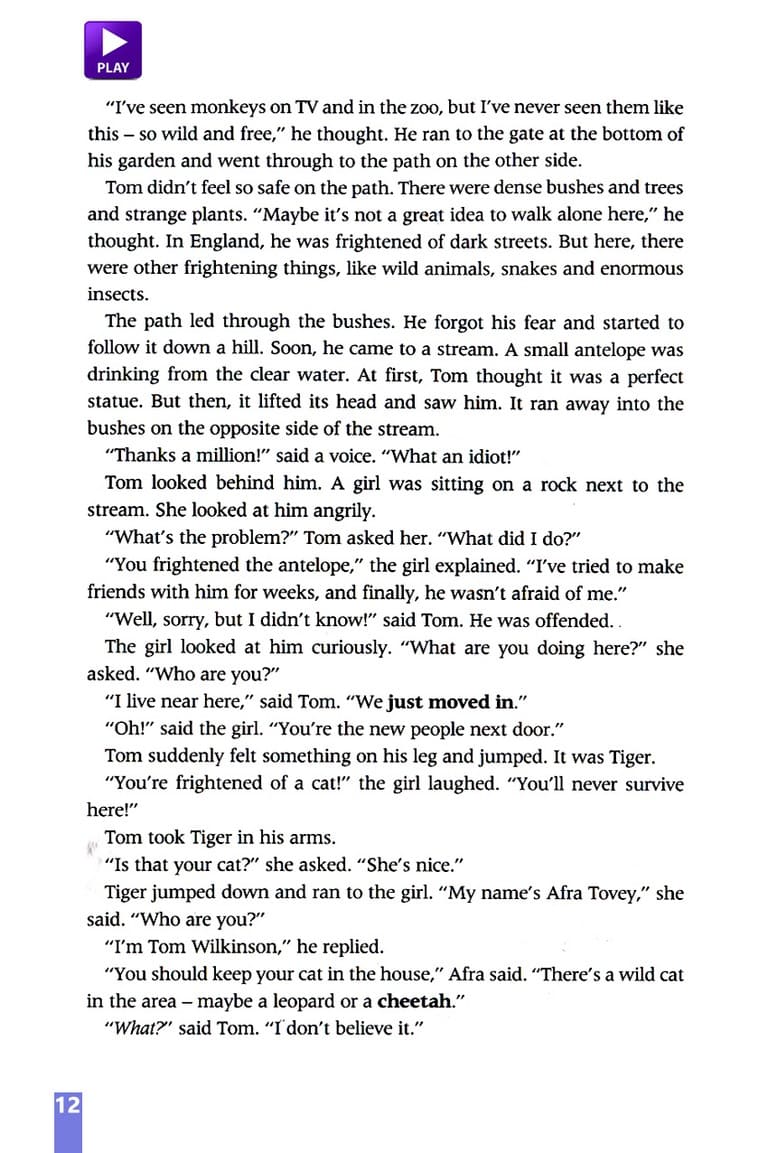 PLAY
“I’ve seen monkeys on TV and in the zoo, but I’ve never seen them like
this – so wild and free,” he thought. He ran to the gate at the bottom of
his garden and went through to the path on the other side.
Tom didn’t feel so safe on the path. There were dense bushes and trees
and strange plants. “Maybe it’s not a great idea to walk alone here,” he
thought. In England, he was frightened of dark streets. But here, there
were other frightening things, like wild animals, snakes and enormous
insects.
The path led through the bushes. He forgot his fear and started to
follow it down a hill. Soon, he came to a stream. A small antelope was
drinking from the clear water. At first, Tom thought it was a perfect
statue. But then, it lifted its head and saw him. It ran away into the
bushes on the opposite side of the stream.
“Thanks a million!” said a voice. “What an idiot!”
Tom looked behind him. A girl was sitting on a rock next to the
stream. She looked at him angrily.
“What’s the problem?” Tom asked her. “What did I do?”
“You frightened the antelope,” the girl explained. “I’ve tried to make
friends with him for weeks, and finally, he wasn’t afraid of me.”
“Well, sorry, but I didn’t know!” said Tom. He was offended.
The girl looked at him curiously. “What are you doing here?” she
asked. “Who are you?”
“I live near here,” said Tom. “We just moved in.”
“Oh!” said the girl. “You’re the new people next door.”
Tom suddenly felt something on his leg and jumped. It was Tiger.
“You’re frightened of a cat!” the girl laughed. “You’ll never survive
here!”
Tom took Tiger in his arms.
“Is that your cat?” she asked. “She’s nice.”
Tiger jumped down and ran to the girl. “My name’s Afra Tovey,” she
said. “Who are you?”
“I’m Tom Wilkinson,” he replied.
“You should keep your cat in the house,” Afra said. “There’s a wild cat
in the area – maybe a leopard or a cheetah.”
“What?” said Tom. “I don’t believe it.”
12